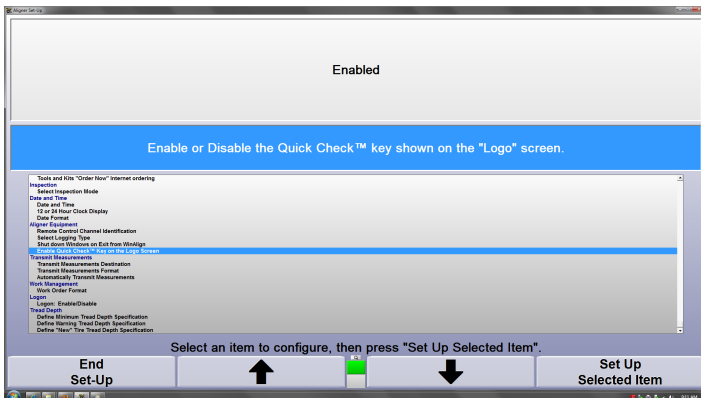 Aligner Set-Up
Enabled
Enable or Disable the Quick Check™ key shown on the "Logo" screen.
Tools and Kits "Order Now" Internet ordering
Inspection
Select Inspection Mode
Date and Time
Date and Time
12 or 24 Hour Clock Display
Date Format
Aligner Equipment
Remote Control Channel Identification
Select Logging Type
Shut down Windows on Exit from WinAlign
Enable Quick Check™ Key on the Logo Screen
Transmit Measurements
Transmit Measurements Destination
Transmit Measurements Format
Automatically Transmit Measurements
Work Management
Work Order Format
Logon
Logon: Enable/Disable
Tread Depth
Define Minimum Tread Depth Specification
Define Warning Tread Depth Specification
Define "New" Tire Tread Depth Specification
Select an item to configure, then press "Set Up Selected Item".
End
Set-Up
Set Up
Selected Item